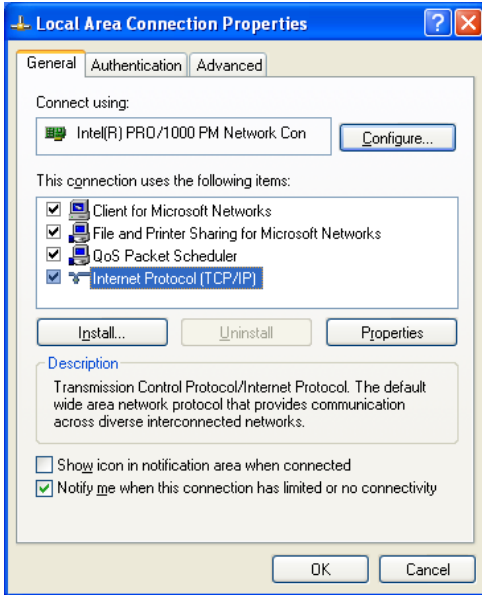 Local Area Connection Properties
General Authentication Advanced
Connect using:
Intel(R) PRO/1000 PM Network Con
Configure...
This connection uses the following items:
Client for Microsoft Networks
File and Printer Sharing for Microsoft Networks
QoS Packet Scheduler
Internet Protocol (TCP/IP)
Install... Uninstall Properties
Description
Transmission Control Protocol/Internet Protocol. The default
wide area network protocol that provides communication
across diverse interconnected networks.
Show icon in notification area when connected
Notify me when this connection has limited or no connectivity
OK Cancel